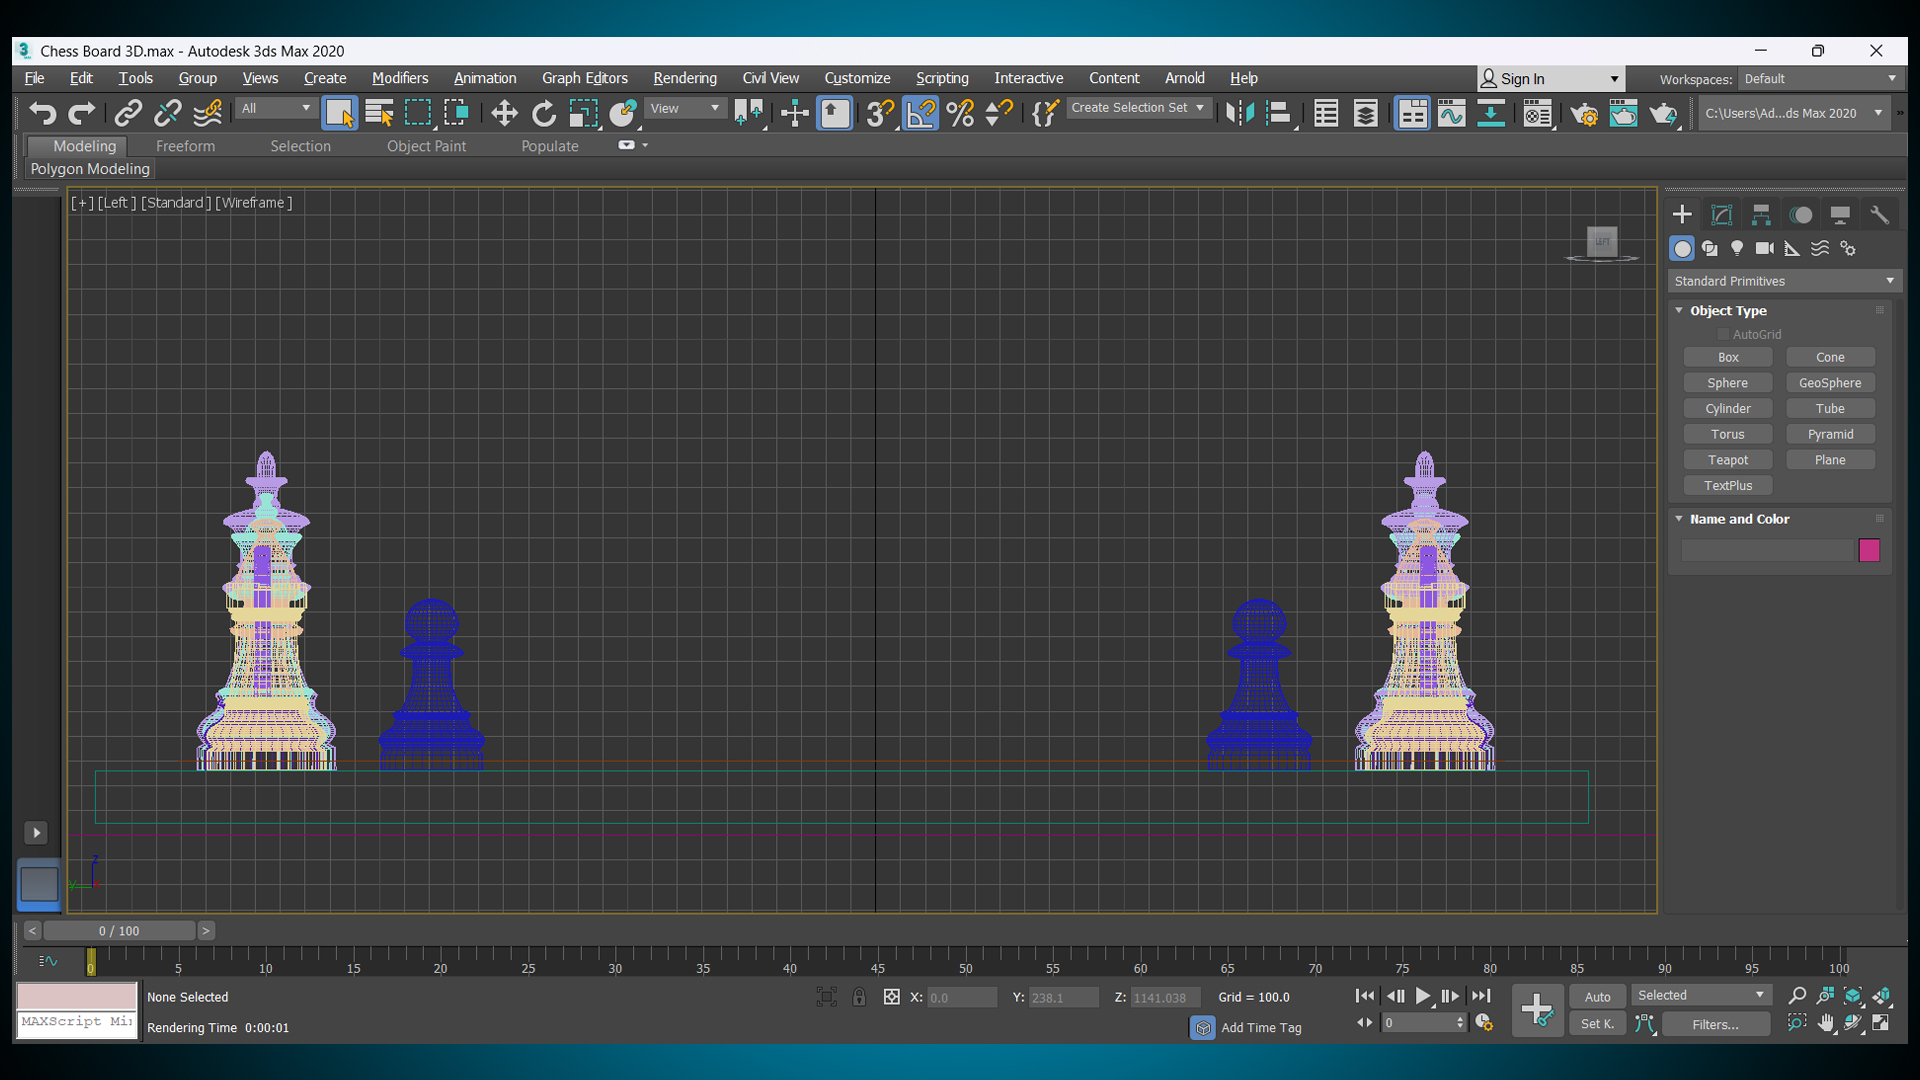 Chess Board 3D.max - Autodesk 3ds Max 2020
File Edit Tools Group Views Create Modifiers Animation Graph Editors Rendering Civil View Customize Scripting Interactive Content Arnold Help
Sign In
Workspaces: Default
All
View
Create Selection Set
C:\Users\Ad...ds Max 2020
Modeling Freeform Selection Object Paint Populate
Polygon Modeling
[+] [Left] [Standard] [Wireframe]
LEFT
Standard Primitives
Object Type
AutoGrid
Box Cone
Sphere GeoSphere
Cylinder Tube
Torus Pyramid
Teapot Plane
TextPlus
Name and Color
z
y
< 0 / 100 >
0 5 10 15 20 25 30 35 40 45 50 55 60 65 70 75 80 85 90 95 100
None Selected
X: 0.0 Y: 238.1 Z: 1141.038 Grid = 100.0
Auto Selected
MAXScript Mi
Rendering Time 0:00:01
Add Time Tag
0
Set K. Filters...